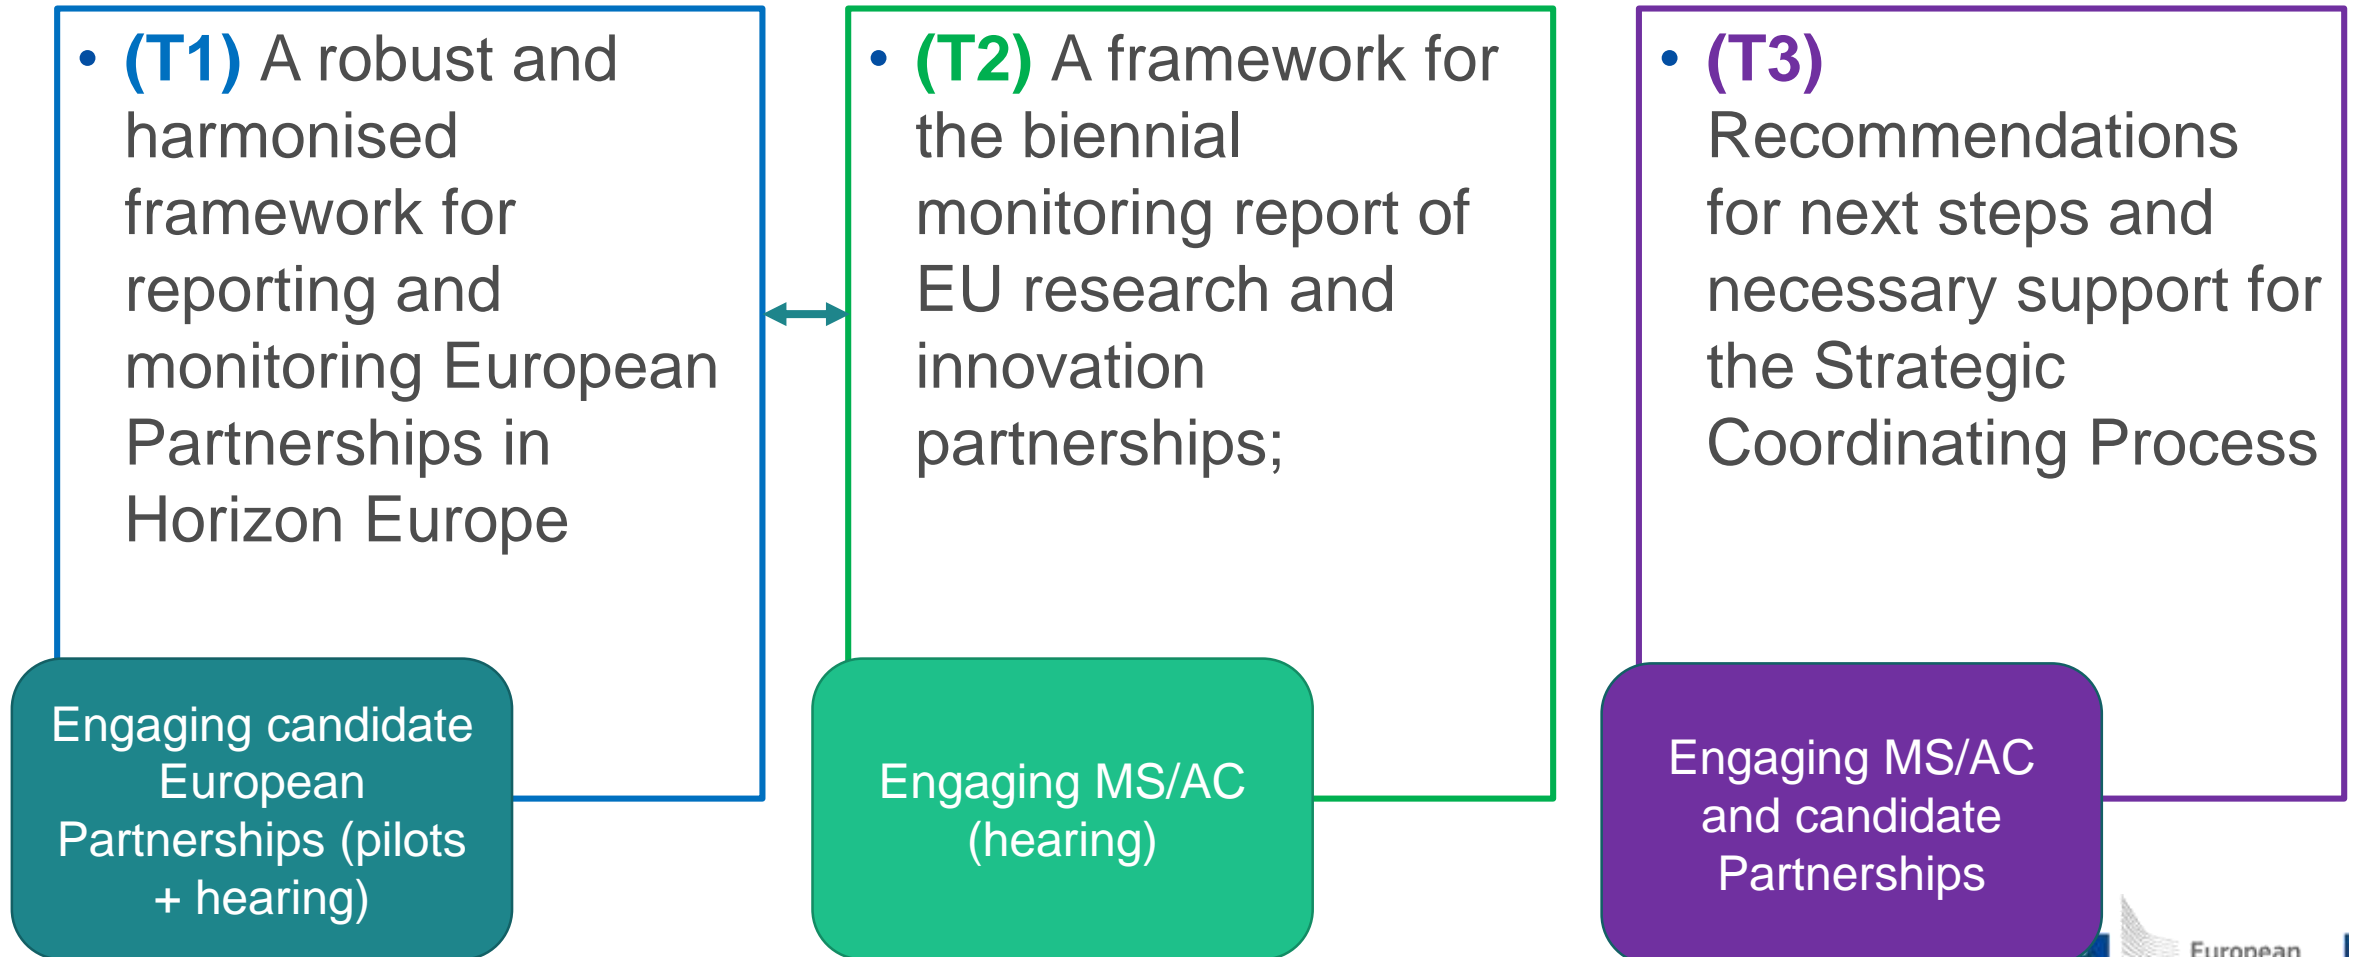 • (T1) A robust and
harmonised
framework for
reporting and
monitoring European
Partnerships in
Horizon Europe
Engaging candidate
European
Partnerships (pilots
+ hearing)
• (T2) A framework for
the biennial
monitoring report of
EU research and
innovation
partnerships;
Engaging MS/AC
(hearing)
• (T3)
Recommendations
for next steps and
necessary support for
the Strategic
Coordinating Process
Engaging MS/AC
and candidate
Partnerships
European